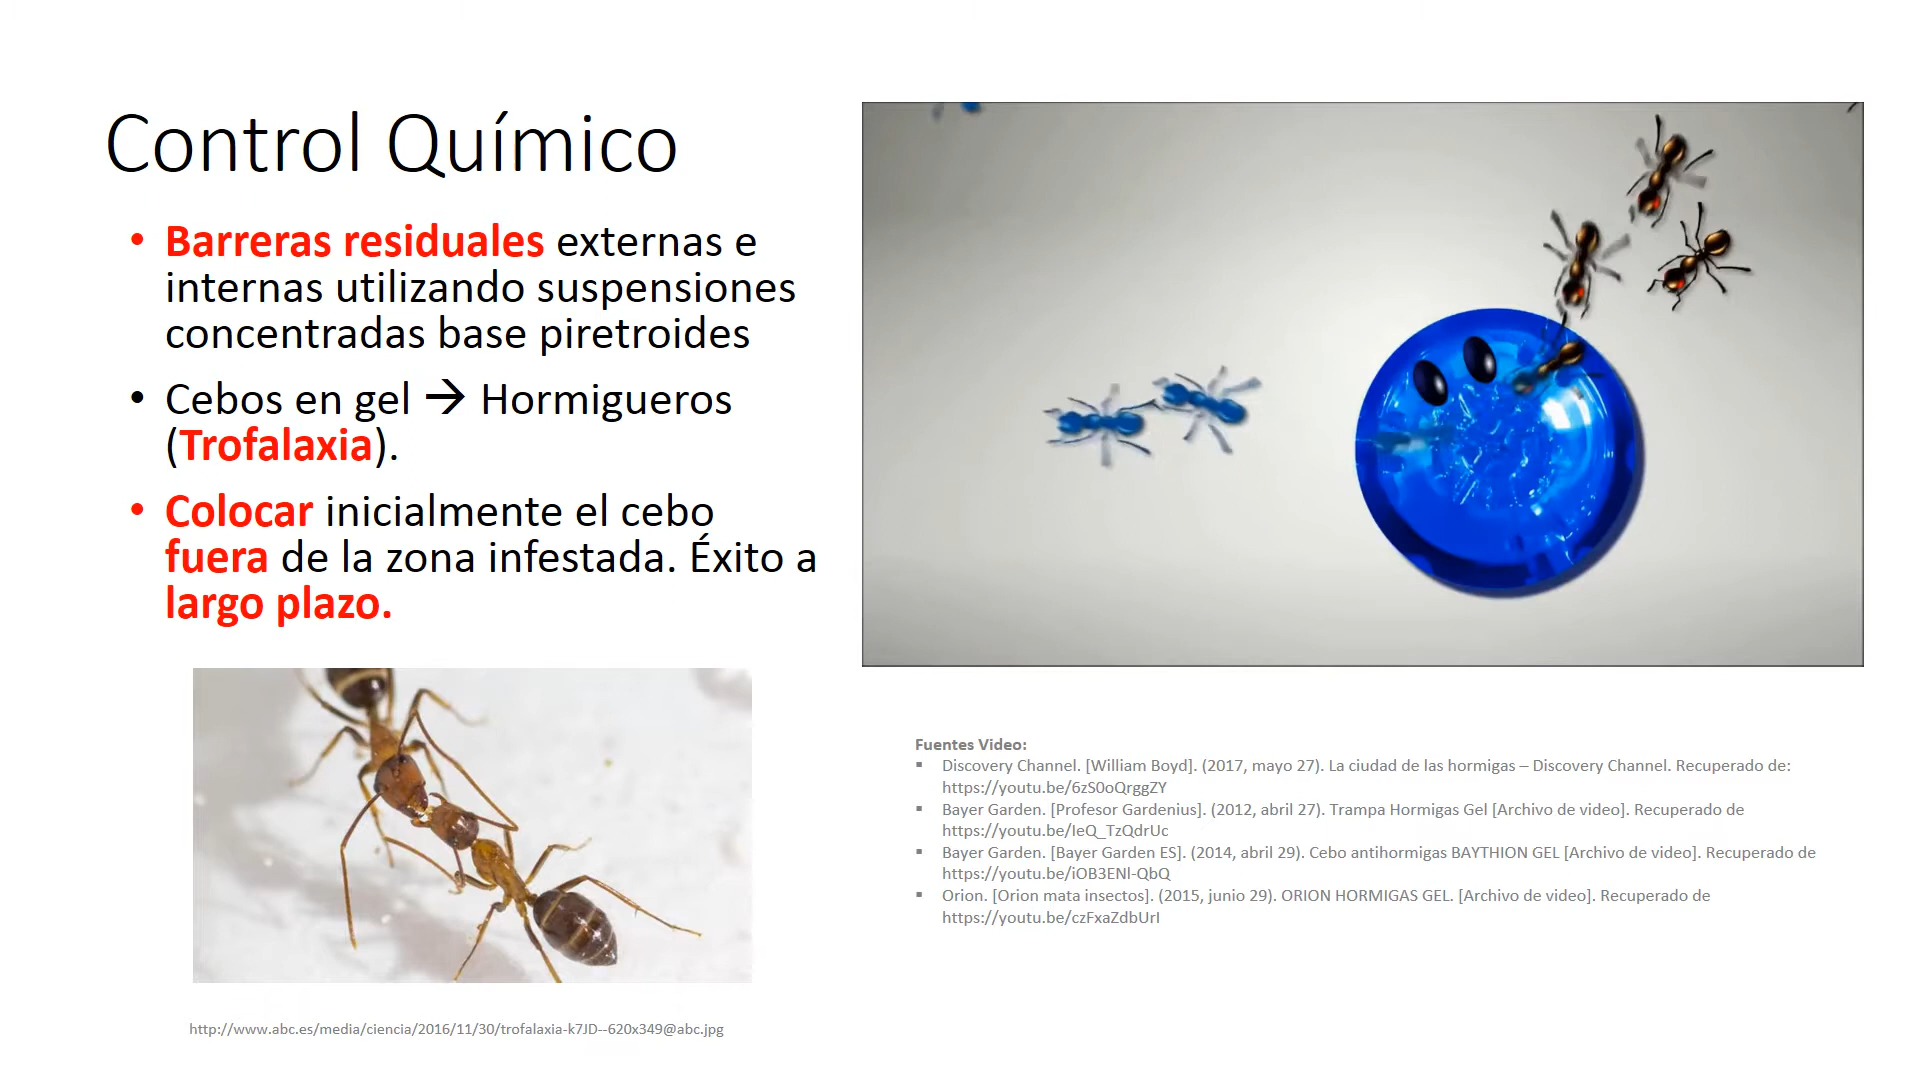 Control Químico
• Barreras residuales externas e
internas utilizando suspensiones
concentradas base piretroides
• Cebos en gel → Hormigueros
(Trofalaxia).
• Colocar inicialmente el cebo
fuera de la zona infestada. Éxito a
largo plazo.
http://www.abc.es/media/ciencia/2016/11/30/trofalaxia-k7JD--620x349@abc.jpg
Fuentes Video:
▪ Discovery Channel. [William Boyd]. (2017, mayo 27). La ciudad de las hormigas – Discovery Channel. Recuperado de:
https://youtu.be/6zS0oQrggZY
▪ Bayer Garden. [Profesor Gardenius]. (2012, abril 27). Trampa Hormigas Gel [Archivo de video]. Recuperado de
https://youtu.be/IeQ_TzQdrUc
▪ Bayer Garden. [Bayer Garden ES]. (2014, abril 29). Cebo antihormigas BAYTHION GEL [Archivo de video]. Recuperado de
https://youtu.be/iOB3ENl-QbQ
▪ Orion. [Orion mata insectos]. (2015, junio 29). ORION HORMIGAS GEL. [Archivo de video]. Recuperado de
https://youtu.be/czFxaZdbUrI